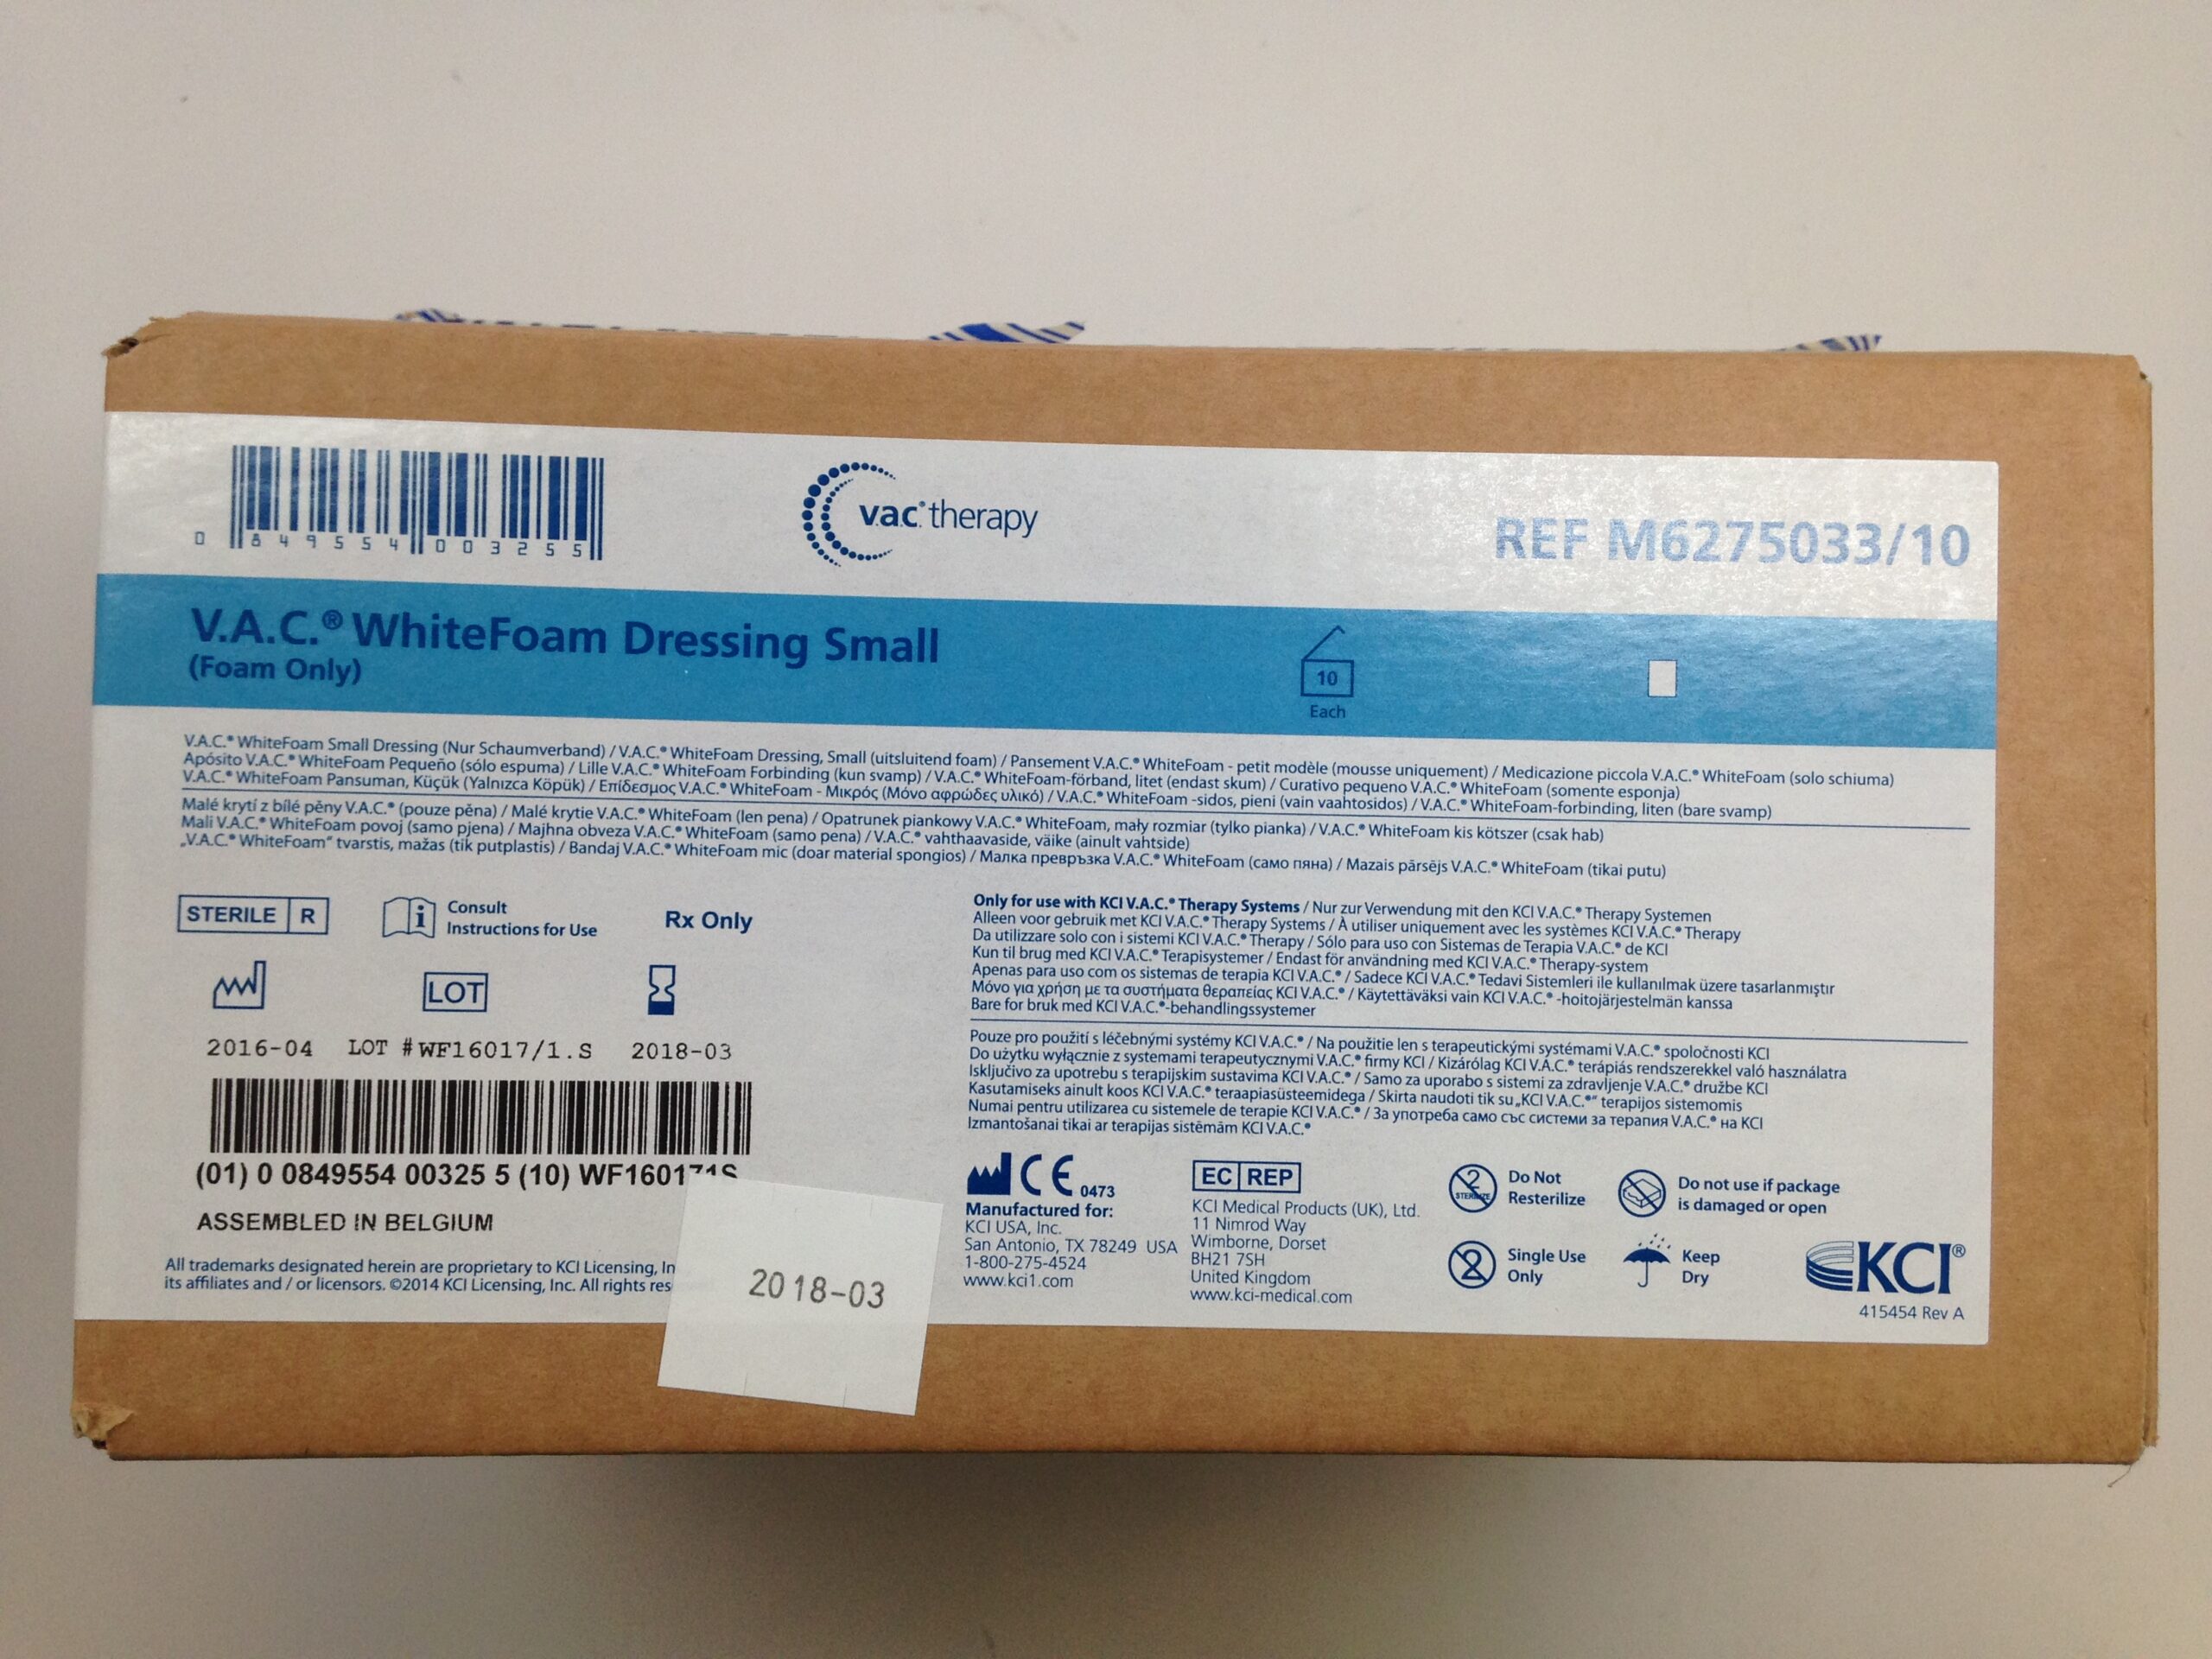 0 849554 003255
v.a.c.® therapy
REF M6275033/10
V.A.C.® WhiteFoam Dressing Small
(Foam Only)
10
Each
V.A.C.® WhiteFoam Small Dressing (Nur Schaumverband) / V.A.C.® WhiteFoam Dressing, Small (uitsluitend foam) / Pansement V.A.C.® WhiteFoam - petit modèle (mousse uniquement) / Medicazione piccola V.A.C.® WhiteFoam (solo schiuma)
Apósito V.A.C.® WhiteFoam Pequeño (sólo espuma) / Lille V.A.C.® WhiteFoam Forbinding (kun svamp) / V.A.C.® WhiteFoam-förband, litet (endast skum) / Curativo pequeno V.A.C.® WhiteFoam (somente esponja)
V.A.C.® WhiteFoam Pansuman, Küçük (Yalnızca Köpük) / Επίδεσμος V.A.C.® WhiteFoam - Μικρός (Μόνο αφρώδες υλικό) / V.A.C.® WhiteFoam -sidos, pieni (vain vaahtosidos) / V.A.C.® WhiteFoam-forbinding, liten (bare svamp)
Malé krytí z bílé pěny V.A.C.® (pouze pěna) / Malé krytie V.A.C.® WhiteFoam (len pena) / Opatrunek piankowy V.A.C.® WhiteFoam, mały rozmiar (tylko pianka) / V.A.C.® WhiteFoam kis kötszer (csak hab)
Mali V.A.C.® WhiteFoam povoj (samo pjena) / Majhna obveza V.A.C.® WhiteFoam (samo pena) / V.A.C.® vahthaavaside, väike (ainult vahtside)
„V.A.C.® WhiteFoam“ tvarstis, mažas (tik putplastis) / Bandaj V.A.C.® WhiteFoam mic (doar material spongios) / Малка превръзка V.A.C.® WhiteFoam (само пяна) / Mazais pārsējs V.A.C.® WhiteFoam (tikai putu)
STERILE R
i Consult
Instructions for Use
Rx Only
LOT
2016-04 LOT #WF16017/1.S 2018-03
(01) 0 0849554 00325 5 (10) WF160171S
ASSEMBLED IN BELGIUM
All trademarks designated herein are proprietary to KCI Licensing, In
its affiliates and / or licensors. ©2014 KCI Licensing, Inc. All rights res
2018-03
Only for use with KCI V.A.C.® Therapy Systems / Nur zur Verwendung mit den KCI V.A.C.® Therapy Systemen
Alleen voor gebruik met KCI V.A.C.® Therapy Systems / À utiliser uniquement avec les systèmes KCI V.A.C.® Therapy
Da utilizzare solo con i sistemi KCI V.A.C.® Therapy / Sólo para uso con Sistemas de Terapia V.A.C.® de KCI
Kun til brug med KCI V.A.C.® Terapisystemer / Endast för användning med KCI V.A.C.® Therapy-system
Apenas para uso com os sistemas de terapia KCI V.A.C.® / Sadece KCI V.A.C.® Tedavi Sistemleri ile kullanılmak üzere tasarlanmıştır
Μόνο για χρήση με τα συστήματα θεραπείας KCI V.A.C.® / Käytettäväksi vain KCI V.A.C.® -hoitojärjestelmän kanssa
Bare for bruk med KCI V.A.C.®-behandlingssystemer
Pouze pro použití s léčebnými systémy KCI V.A.C.® / Na použitie len s terapeutickými systémami V.A.C.® spoločnosti KCI
Do użytku wyłącznie z systemami terapeutycznymi V.A.C.® firmy KCI / Kizárólag KCI V.A.C.® terápiás rendszerekkel való használatra
Isključivo za upotrebu s terapijskim sustavima KCI V.A.C.® / Samo za uporabo s sistemi za zdravljenje V.A.C.® družbe KCI
Kasutamiseks ainult koos KCI V.A.C.® teraapiasüsteemidega / Skirta naudoti tik su „KCI V.A.C.®“ terapijos sistemomis
Numai pentru utilizarea cu sistemele de terapie KCI V.A.C.® / За употреба само със системи за терапия V.A.C.® на KCI
Izmantošanai tikai ar terapijas sistēmām KCI V.A.C.®
CE 0473
Manufactured for:
KCI USA, Inc.
San Antonio, TX 78249 USA
1-800-275-4524
www.kci1.com
EC REP
KCI Medical Products (UK), Ltd.
11 Nimrod Way
Wimborne, Dorset
BH21 7SH
United Kingdom
www.kci-medical.com
2 STERILIZE
Do Not
Resterilize
Do not use if package
is damaged or open
2
Single Use
Only
Keep
Dry
KCI®
415454 Rev A